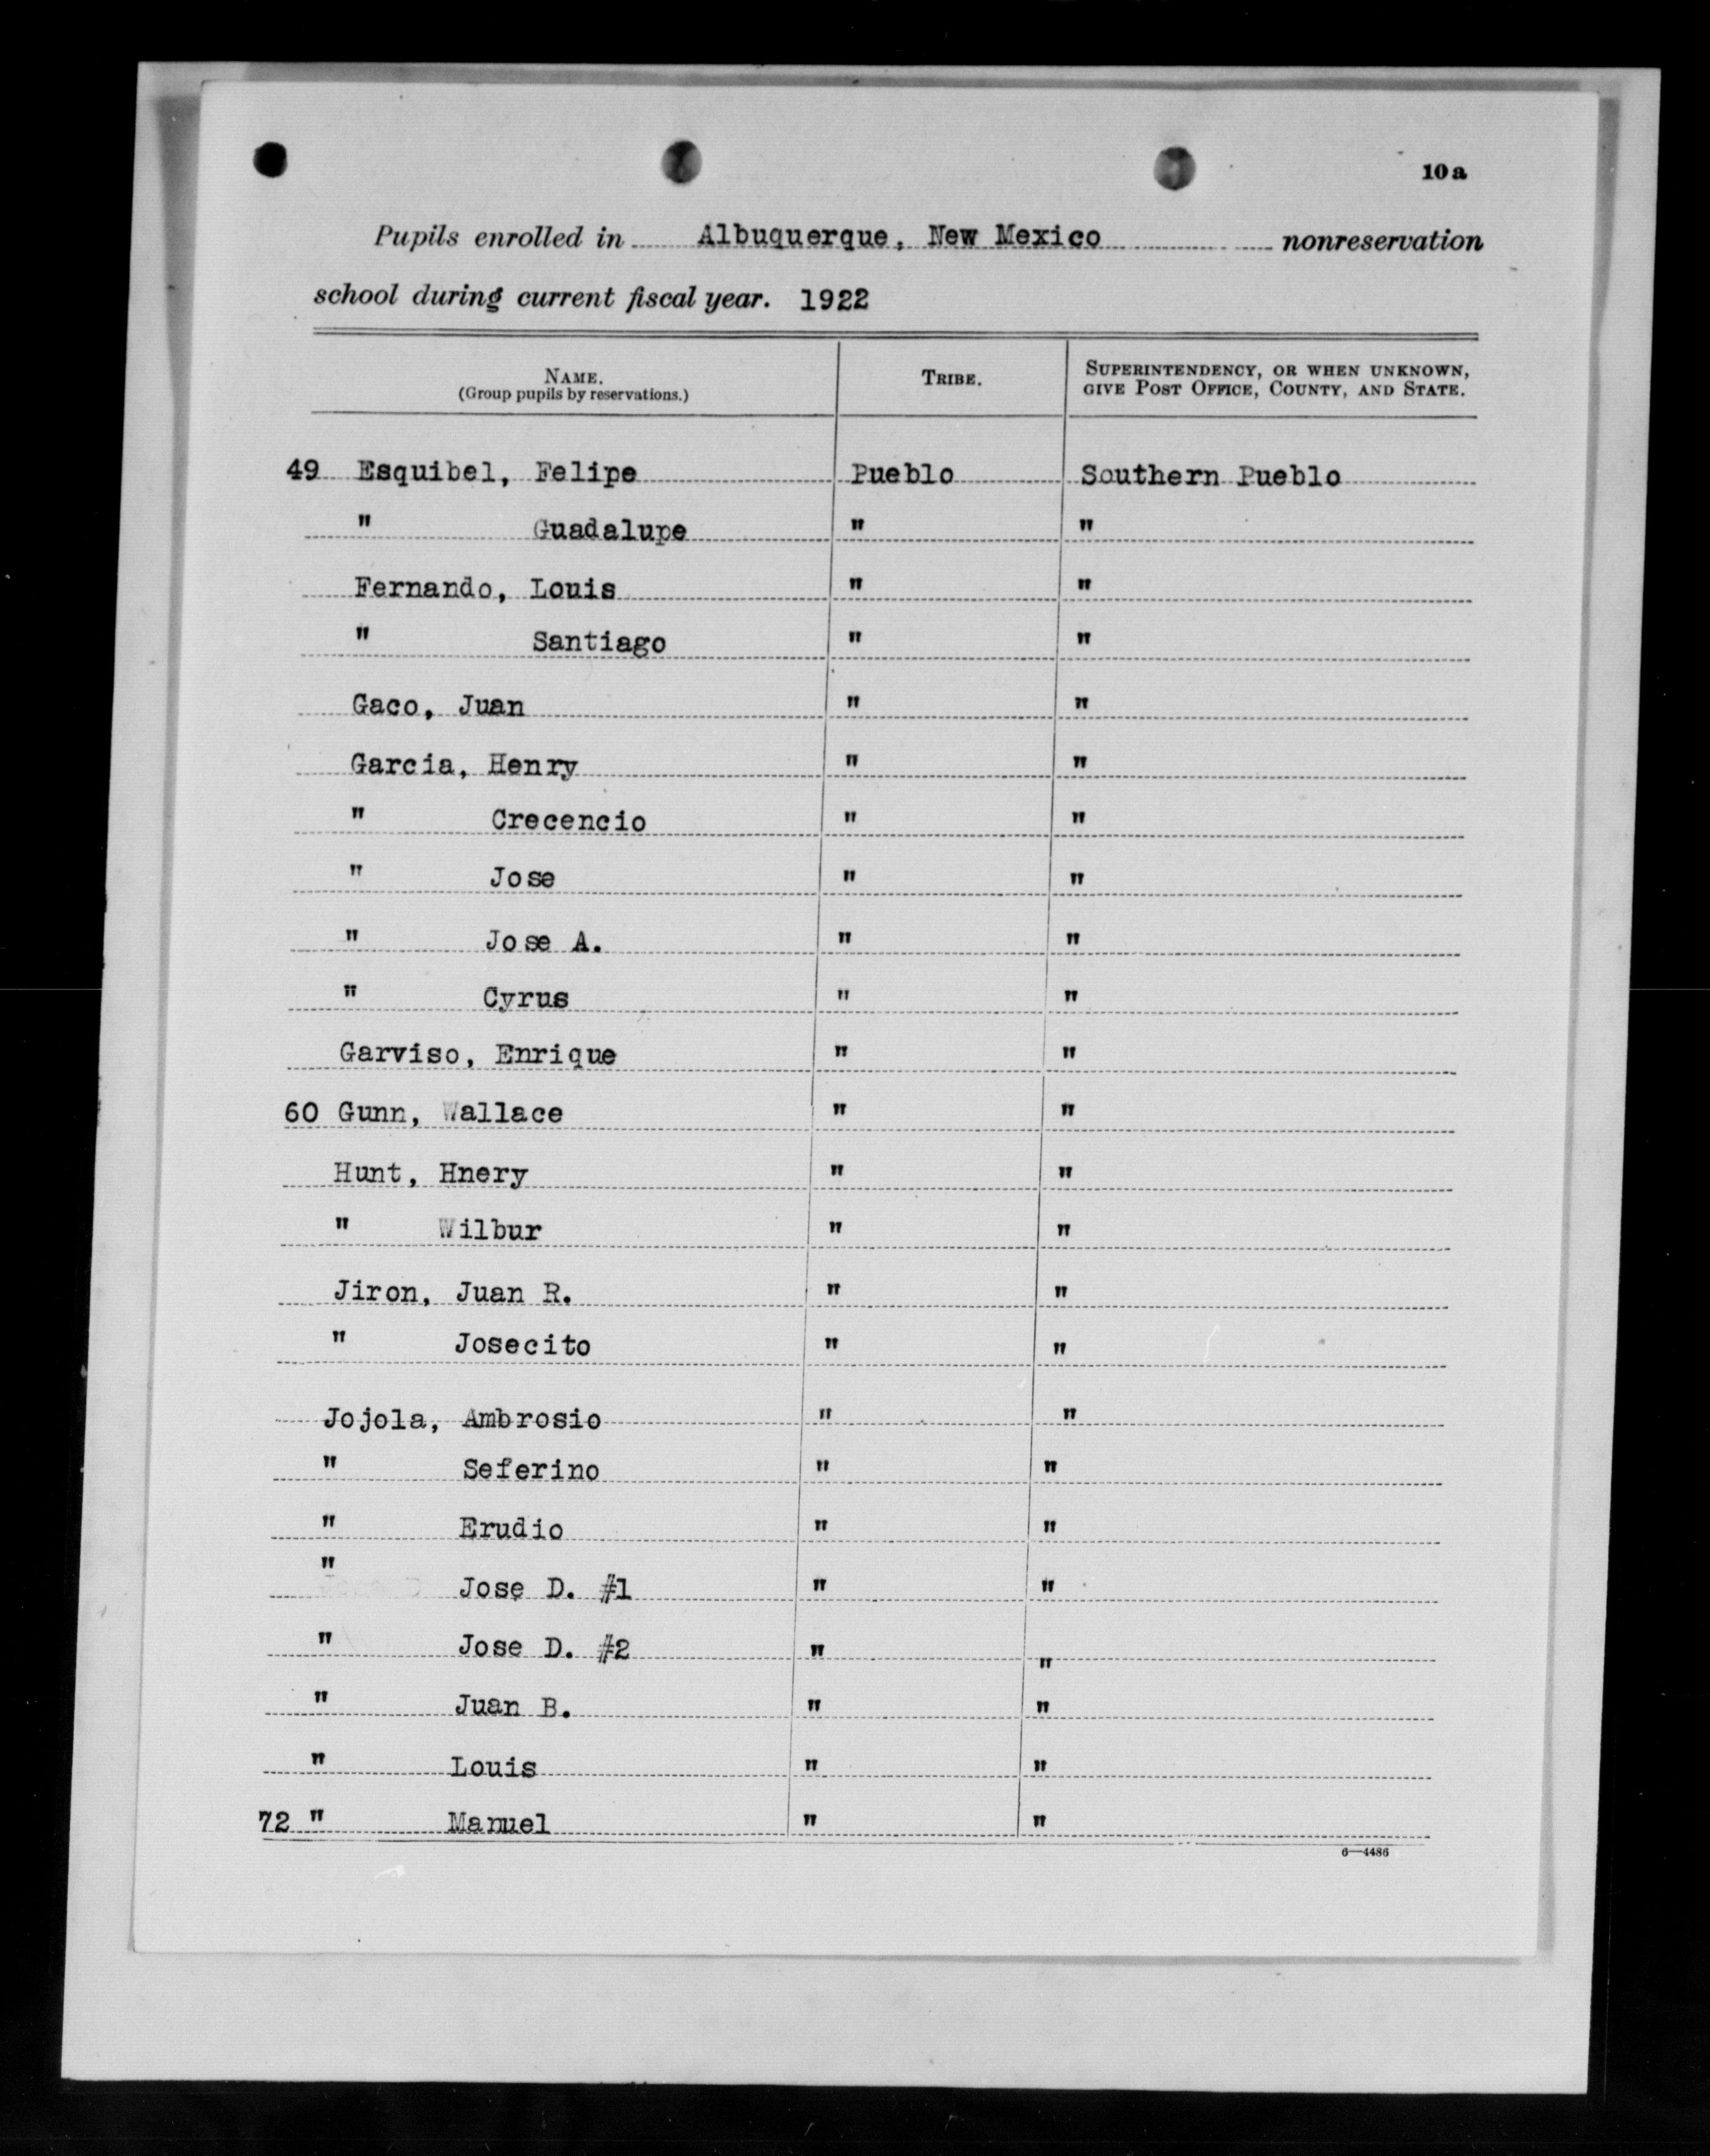 10a
Pupils enrolled in Albuquerque, New Mexico nonreservation
school during current fiscal year. 1922
NAME. TRIBE. SUPERINTENDENCY, OR WHEN UNKNOWN,
(Group pupils by reservations.) GIVE POST OFFICE, COUNTY, AND STATE.
49 Esquibel, Felipe Pueblo Southern Pueblo
" Guadalupe " "
Fernando, Louis " "
" Santiago " "
Gaco, Juan " "
Garcia, Henry " "
" Crecencio " "
" Jose " "
" Jose A. " "
" Cyrus " "
Garviso, Enrique " "
60 Gunn, Wallace " "
Hunt, Hnery " "
" Wilbur " "
Jiron, Juan R. " "
" Josecito " "
Jojola, Ambrosio " "
" Seferino " "
" Erudio " "
" Jose D. #1 " "
" Jose D. #2 " "
" Juan B. " "
" Louis " "
72 " Manuel " "
6—4486